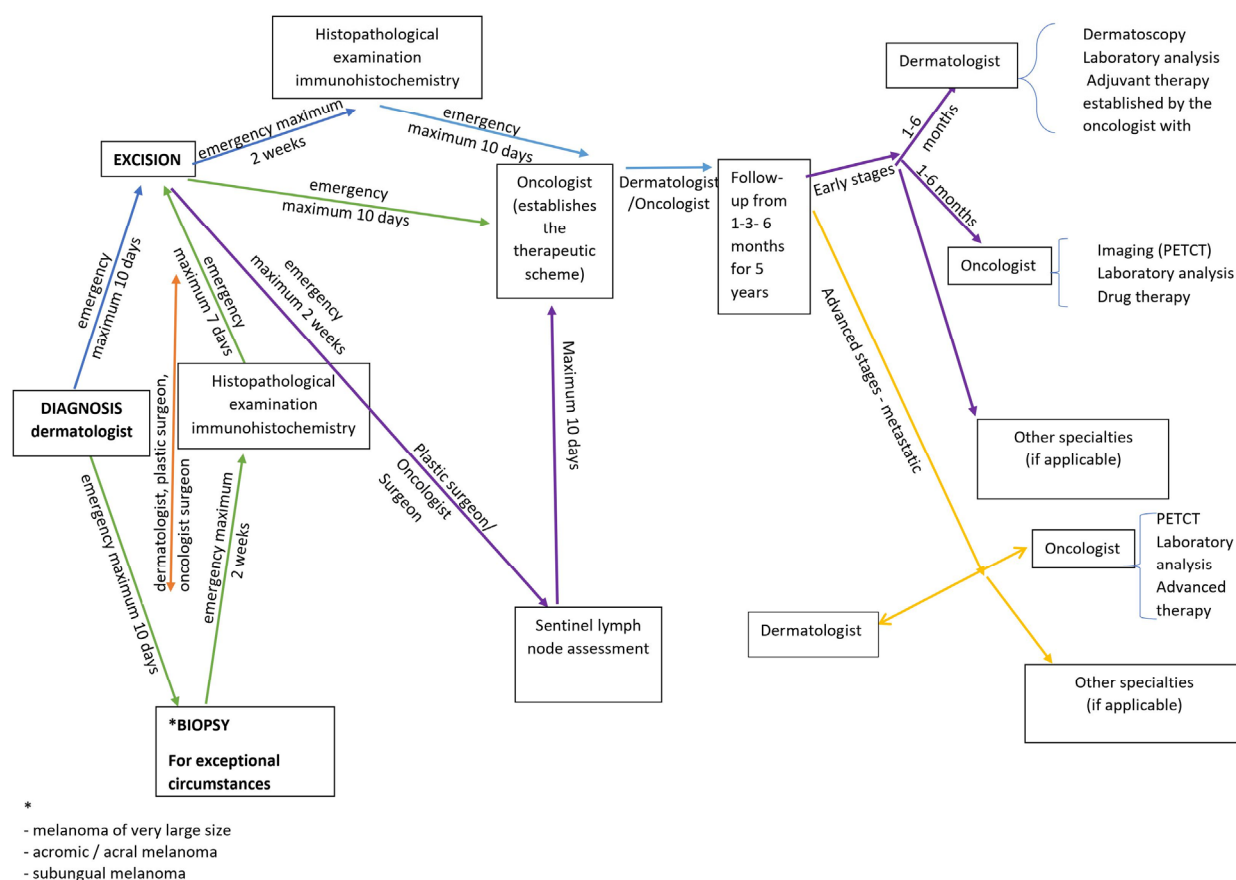 Histopathological
examination
immunohistochemistry
emergency maximum
2 weeks
emergency
maximum 10 days
EXCISION
emergency
maximum 10 days
emergency
maximum 10 days
emergency
maximum 7 days
dermatologist, plastic surgeon,
oncologist surgeon
Histopathological
examination
immunohistochemistry
DIAGNOSIS
dermatologist
emergency maximum 10 days
emergency maximum
2 weeks
*BIOPSY
For exceptional
circumstances
emergency
maximum 2 weeks
Plastic surgeon/
Oncologist
Surgeon
Sentinel lymph
node assessment
Maximum 10 days
Oncologist
(establishes
the
therapeutic
scheme)
Dermatologist
/Oncologist
Follow-
up from
1-3- 6
months
for 5
years
Early stages
1-6
months
Dermatologist
Dermatoscopy
Laboratory analysis
Adjuvant therapy
established by the
oncologist with
1-6 months
Oncologist
Imaging (PETCT)
Laboratory analysis
Drug therapy
Other specialties
(if applicable)
Advanced stages - metastatic
Oncologist
PETCT
Laboratory
analysis
Advanced
therapy
Dermatologist
Other specialties
(if applicable)
*
- melanoma of very large size
- acromic / acral melanoma
- subungual melanoma